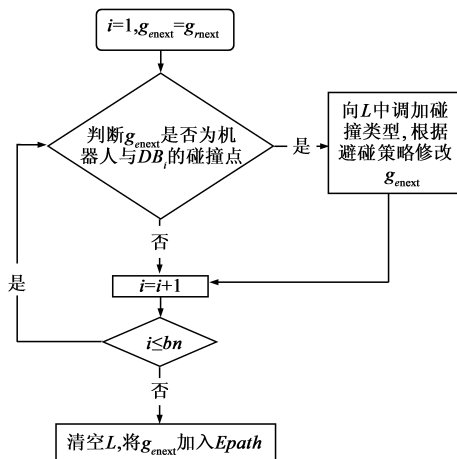 i=1,g_enext=g_rnext
判断g_enext是否为机
器人与DB_i的碰撞点
是
向L中调加碰
撞类型,根据
避碰策略修改
g_enext
否
i=i+1
是
i≤bn
否
清空L,将g_enext加入Epath